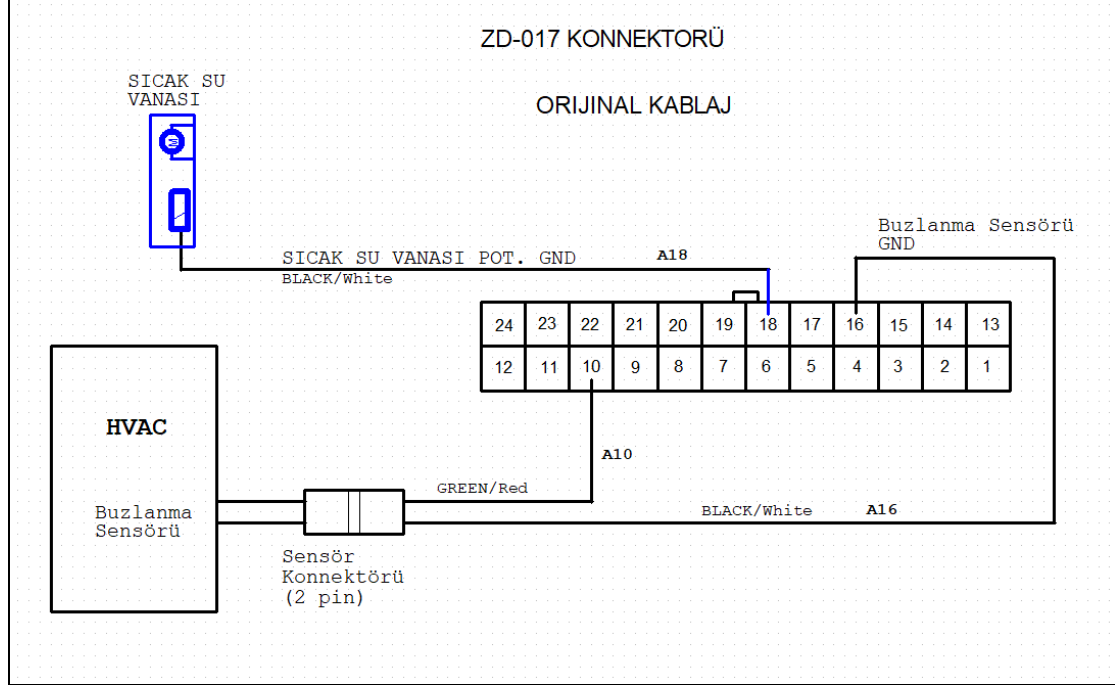 ZD-017 KONNEKTORÜ
ORIJINAL KABLAJ
SICAK SU
VANASI
M
SICAK SU VANASI POT. GND
A18
BLACK/White
Buzlanma Sensörü
GND
24 23 22 21 20 19 18 17 16 15 14 13
12 11 10 9 8 7 6 5 4 3 2 1
HVAC
Buzlanma
Sensörü
A10
GREEN/Red
BLACK/White
A16
Sensör
Konnektörü
(2 pin)